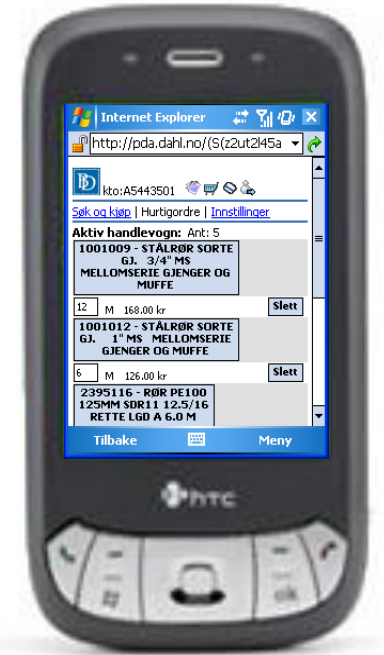 Internet Explorer
http://pda.dahl.no/(S(z2ut2l45a
BD kto:A5443501
Søk og kjøp | Hurtigordre | Innstillinger
Aktiv handlevogn: Ant: 5
1001009 - STÅLRØR SORTE
GJ. 3/4" MS
MELLOMSERIE GJENGER OG
MUFFE
12 M 168.00 kr Slett
1001012 - STÅLRØR SORTE
GJ. 1" MS MELLOMSERIE
GJENGER OG MUFFE
6 M 126.00 kr Slett
2395116 - RØR PE100
125MM SDR11 12.5/16
RETTE LGD A 6.0 M
Tilbake Meny
htc
ok